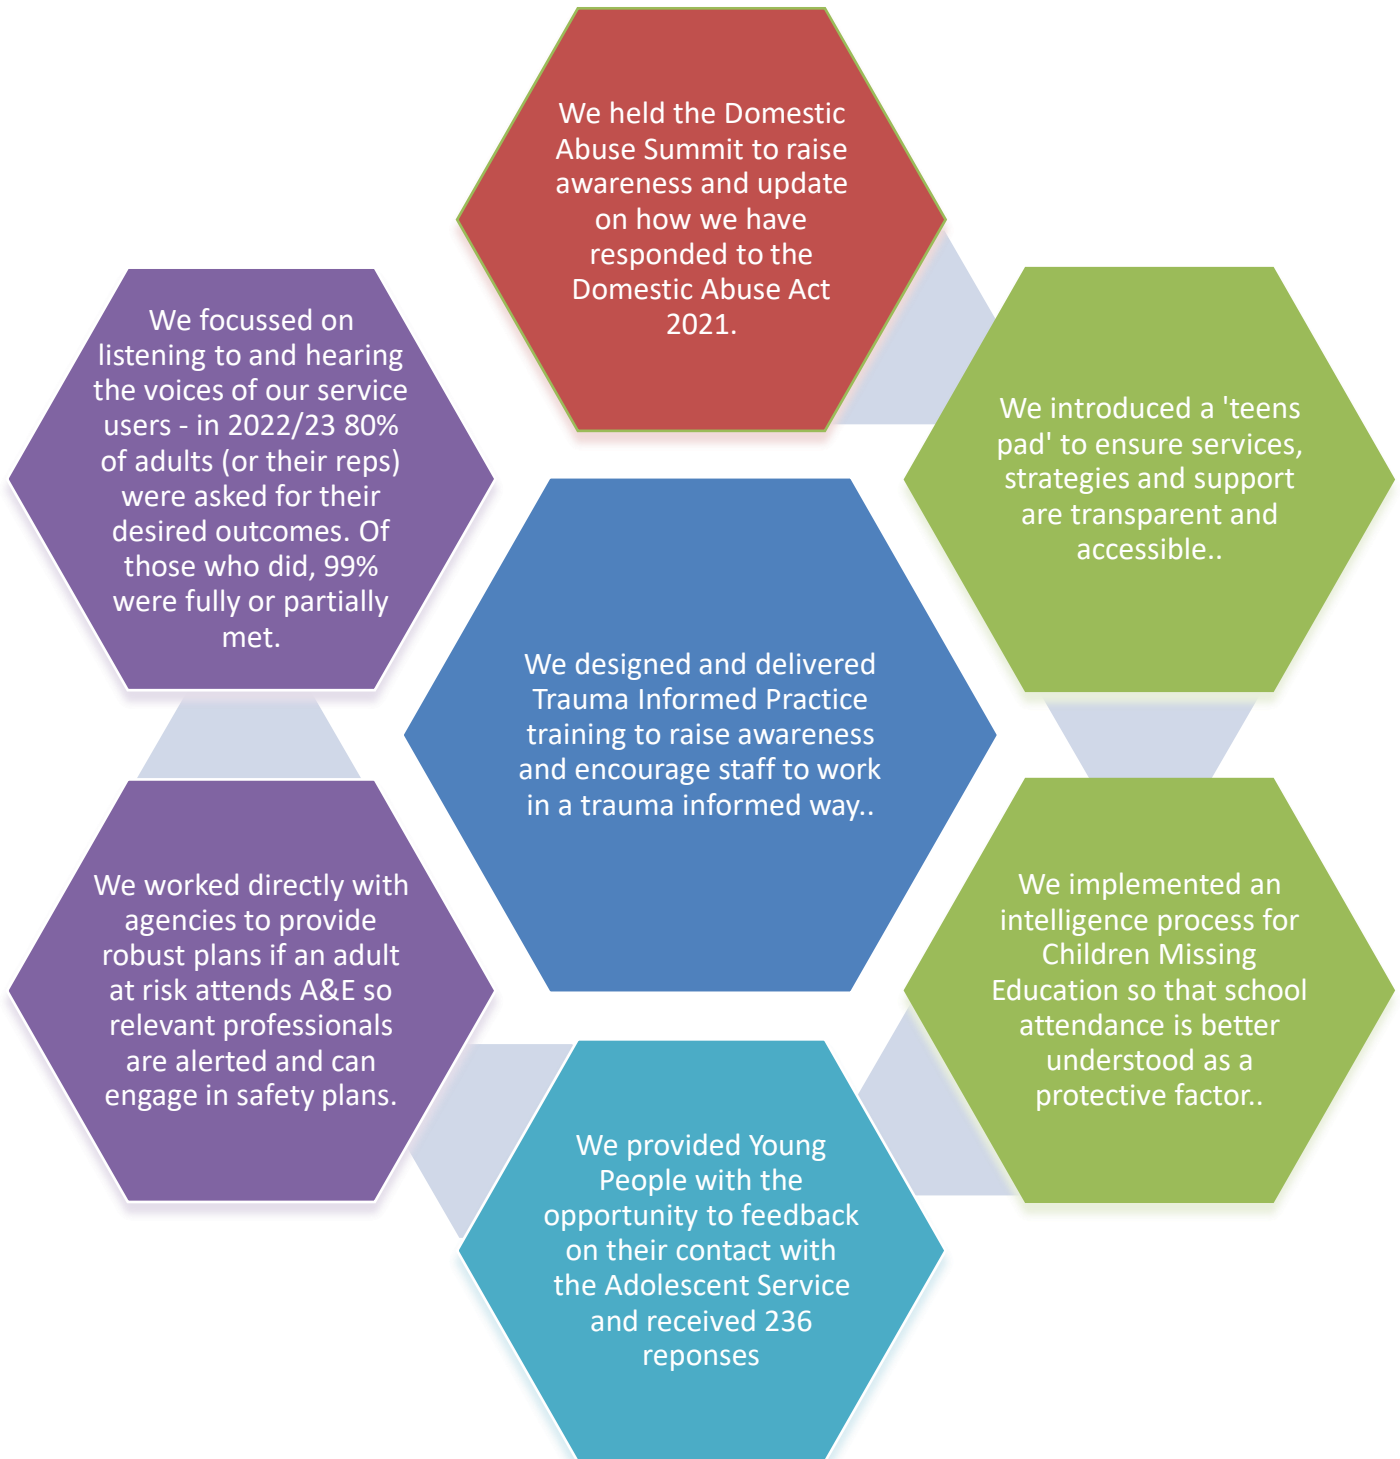 We held the Domestic
Abuse Summit to raise
awareness and update
on how we have
responded to the
Domestic Abuse Act
2021.
We introduced a 'teens
pad' to ensure services,
strategies and support
are transparent and
accessible..
We implemented an
intelligence process for
Children Missing
Education so that school
attendance is better
understood as a
protective factor..
We provided Young
People with the
opportunity to feedback
on their contact with
the Adolescent Service
and received 236
reponses
We worked directly with
agencies to provide
robust plans if an adult
at risk attends A&E so
relevant professionals
are alerted and can
engage in safety plans.
We focussed on
listening to and hearing
the voices of our service
users - in 2022/23 80%
of adults (or their reps)
were asked for their
desired outcomes. Of
those who did, 99%
were fully or partially
met.
We designed and delivered
Trauma Informed Practice
training to raise awareness
and encourage staff to work
in a trauma informed way..